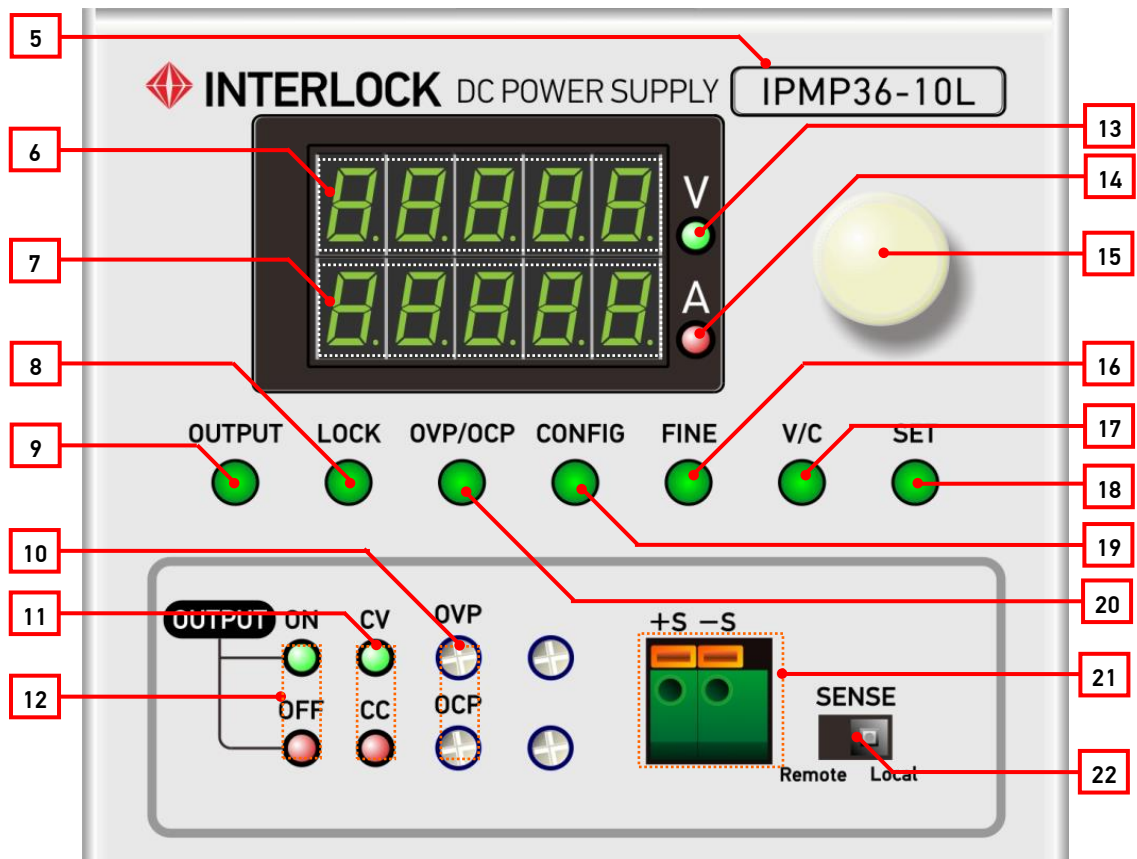 5
INTERLOCK DC POWER SUPPLY IPMP36-10L
13
6
V
14
7
A
15
8
16
OUTPUT LOCK OVP/OCP CONFIG FINE V/C SET
9
17
18
10
19
11
20
OUTPUT ON CV OVP
+S -S
21
12
OFF CC OCP
SENSE
Remote Local
22